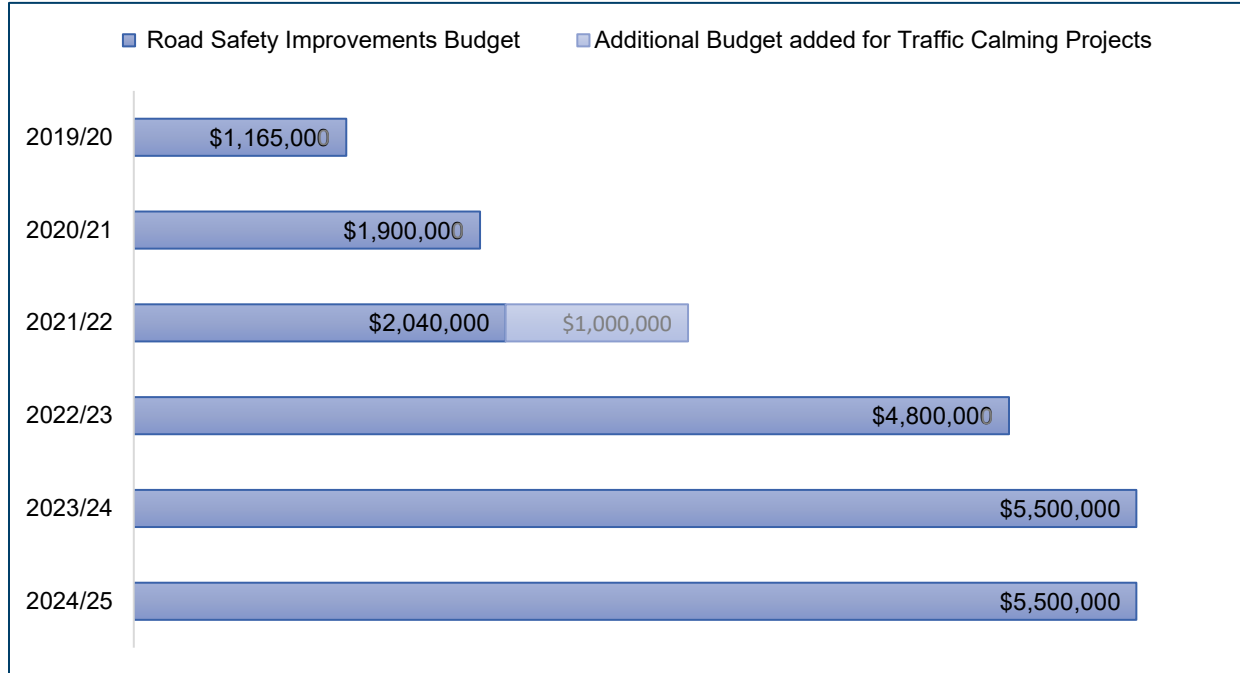 Road Safety Improvements Budget Additional Budget added for Traffic Calming Projects
2019/20 $1,165,000
2020/21 $1,900,000
2021/22 $2,040,000 $1,000,000
2022/23 $4,800,000
2023/24 $5,500,000
2024/25 $5,500,000